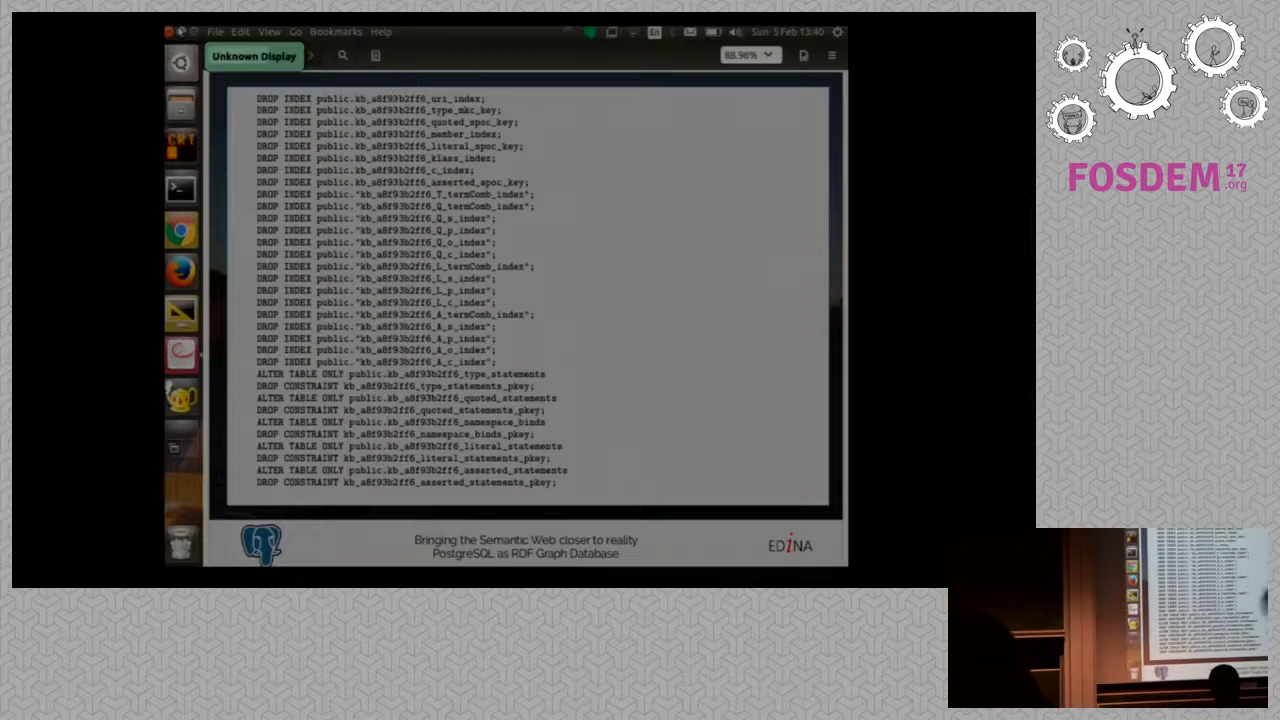 File Edit View Go Bookmarks Help
En
Sun 5 Feb 13:40
Unknown Display
88.96%
DROP INDEX public.kb_a8f93b2ff6_uri_index;
DROP INDEX public.kb_a8f93b2ff6_type_mkc_key;
DROP INDEX public.kb_a8f93b2ff6_quoted_spoc_key;
DROP INDEX public.kb_a8f93b2ff6_member_index;
DROP INDEX public.kb_a8f93b2ff6_literal_spoc_key;
DROP INDEX public.kb_a8f93b2ff6_klass_index;
DROP INDEX public.kb_a8f93b2ff6_c_index;
DROP INDEX public.kb_a8f93b2ff6_asserted_spoc_key;
DROP INDEX public."kb_a8f93b2ff6_T_termComb_index";
DROP INDEX public."kb_a8f93b2ff6_Q_termComb_index";
DROP INDEX public."kb_a8f93b2ff6_Q_s_index";
DROP INDEX public."kb_a8f93b2ff6_Q_p_index";
DROP INDEX public."kb_a8f93b2ff6_Q_o_index";
DROP INDEX public."kb_a8f93b2ff6_Q_c_index";
DROP INDEX public."kb_a8f93b2ff6_L_termComb_index";
DROP INDEX public."kb_a8f93b2ff6_L_s_index";
DROP INDEX public."kb_a8f93b2ff6_L_p_index";
DROP INDEX public."kb_a8f93b2ff6_L_c_index";
DROP INDEX public."kb_a8f93b2ff6_A_termComb_index";
DROP INDEX public."kb_a8f93b2ff6_A_s_index";
DROP INDEX public."kb_a8f93b2ff6_A_p_index";
DROP INDEX public."kb_a8f93b2ff6_A_o_index";
DROP INDEX public."kb_a8f93b2ff6_A_c_index";
ALTER TABLE ONLY public.kb_a8f93b2ff6_type_statements
DROP CONSTRAINT kb_a8f93b2ff6_type_statements_pkey;
ALTER TABLE ONLY public.kb_a8f93b2ff6_quoted_statements
DROP CONSTRAINT kb_a8f93b2ff6_quoted_statements_pkey;
ALTER TABLE ONLY public.kb_a8f93b2ff6_namespace_binds
DROP CONSTRAINT kb_a8f93b2ff6_namespace_binds_pkey;
ALTER TABLE ONLY public.kb_a8f93b2ff6_literal_statements
DROP CONSTRAINT kb_a8f93b2ff6_literal_statements_pkey;
ALTER TABLE ONLY public.kb_a8f93b2ff6_asserted_statements
DROP CONSTRAINT kb_a8f93b2ff6_asserted_statements_pkey;
Bringing the Semantic Web closer to reality
PostgreSQL as RDF Graph Database
EDINA
FOSDEM 17 .org